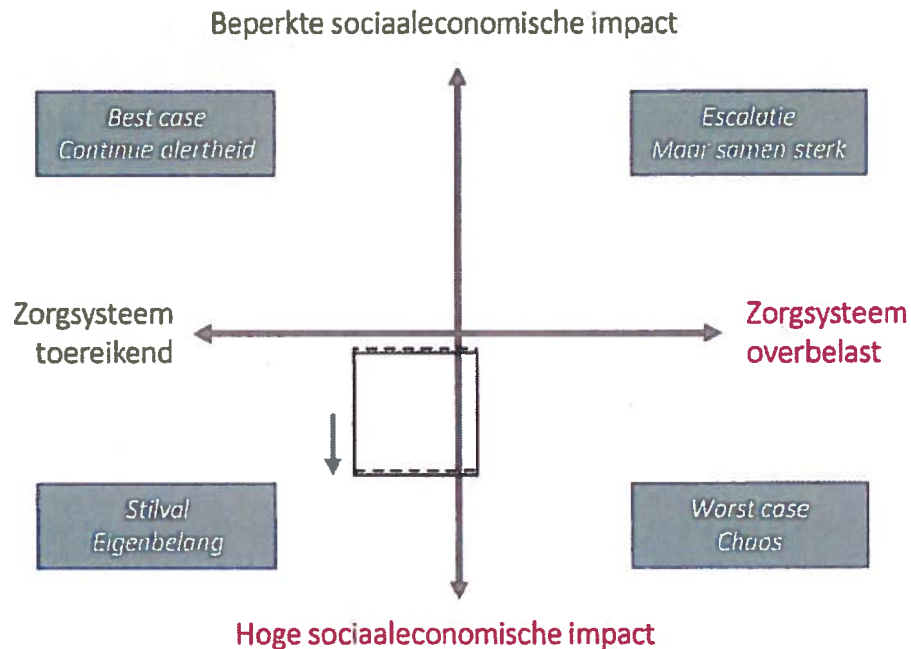 Beperkte sociaaleconomische impact
Best case
Continue alertheid
Escalatie
Maar samen sterk
Zorgsysteem
toereikend
Zorgsysteem
overbelast
Stilval
Eigenbelang
Worst case
Chaos
Hoge sociaaleconomische impact